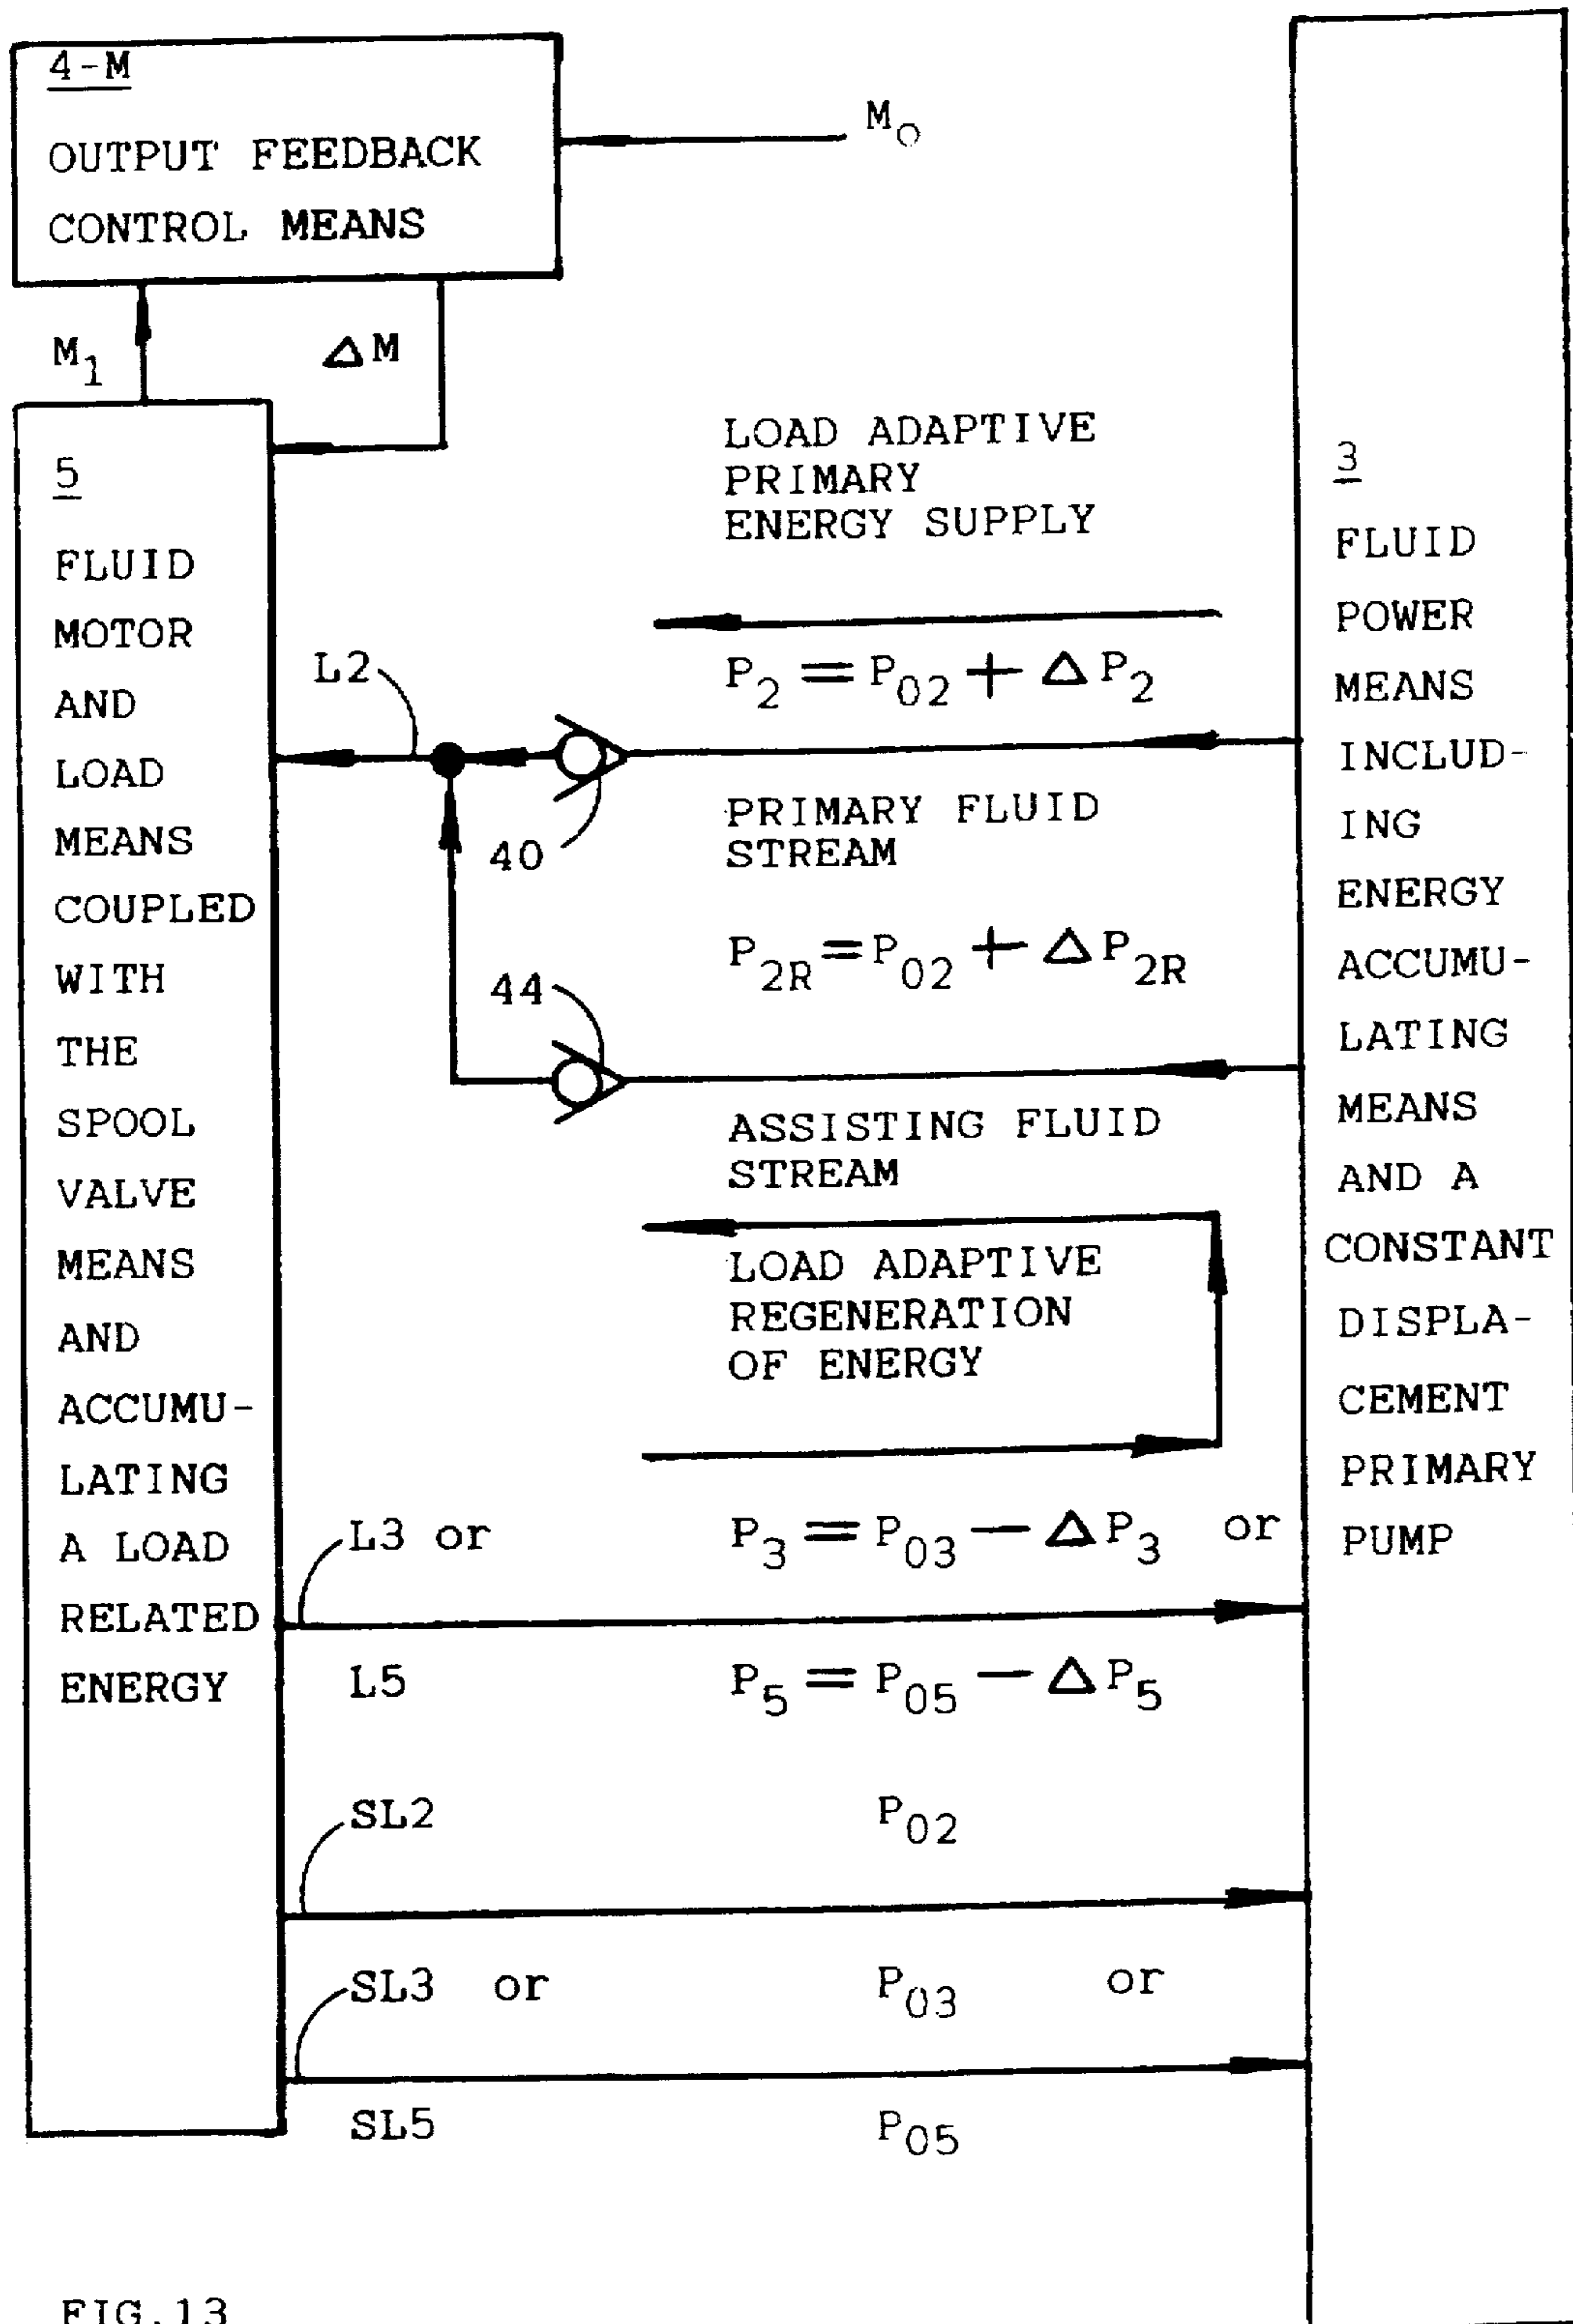 4-M
OUTPUT FEEDBACK
CONTROL MEANS
M₀
M₁
ΔM
5
FLUID
MOTOR
AND
LOAD
MEANS
COUPLED
WITH
THE
SPOOL
VALVE
MEANS
AND
ACCUMU-
LATING
A LOAD
RELATED
ENERGY
LOAD ADAPTIVE
PRIMARY
ENERGY SUPPLY
L2
P₂ = P₀₂ + ΔP₂
40
PRIMARY FLUID
STREAM
P₂R = P₀₂ + ΔP₂R
44
ASSISTING FLUID
STREAM
LOAD ADAPTIVE
REGENERATION
OF ENERGY
L3 or
P₃ = P₀₃ − ΔP₃ or
L5
P₅ = P₀₅ − ΔP₅
SL2
P₀₂
SL3 or
P₀₃ or
SL5
P₀₅
3
FLUID
POWER
MEANS
INCLUD-
ING
ENERGY
ACCUMU-
LATING
MEANS
AND A
CONSTANT
DISPLA-
CEMENT
PRIMARY
PUMP
FIG.13